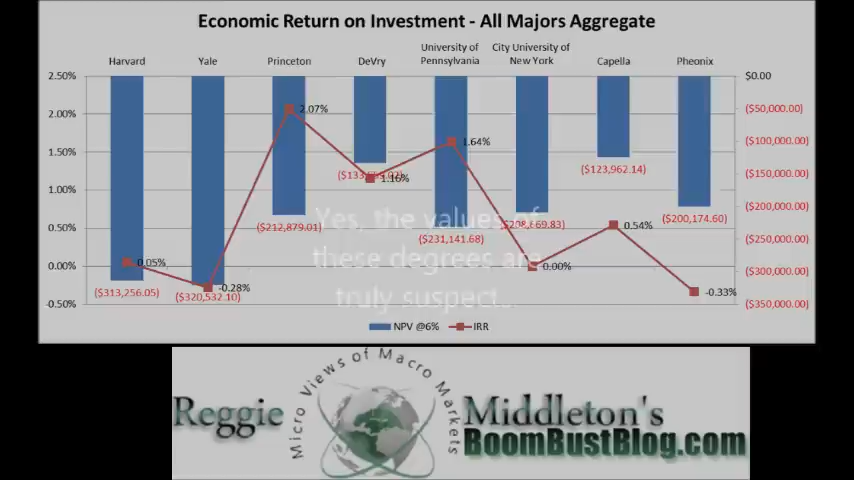 Economic Return on Investment - All Majors Aggregate
Harvard
Yale
Princeton
DeVry
University of
Pennsylvania
City University of
New York
Capella
Pheonix
2.50%
2.00%
1.50%
1.00%
0.50%
0.00%
-0.50%
$0.00
($50,000.00)
($100,000.00)
($150,000.00)
($200,000.00)
($250,000.00)
($300,000.00)
($350,000.00)
0.05%
-0.28%
2.07%
1.16%
1.64%
0.00%
0.54%
-0.33%
($313,256.05)
($320,532.10)
($212,879.01)
($231,141.68)
($123,962.14)
($200,174.60)
Yes, the values of
these degrees are
truly suspect...
NPV @6%
IRR
Reggie
Micro Views of Macro Markets
Middleton's
BoomBustBlog.com